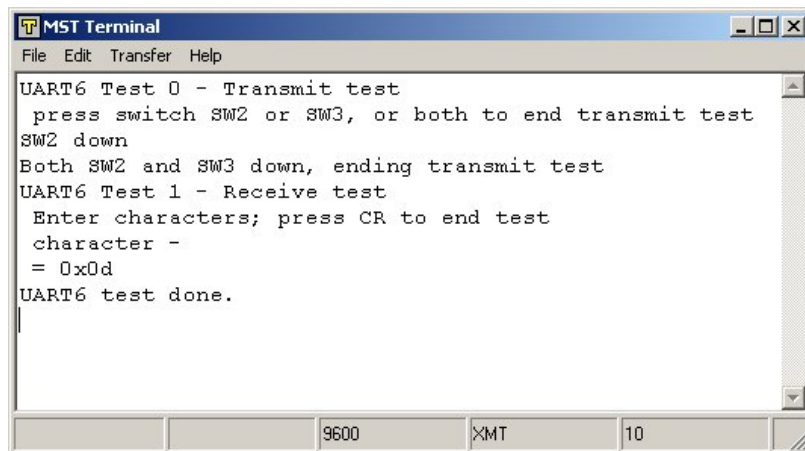 MST Terminal
File Edit Transfer Help
UART6 Test 0 - Transmit test
press switch SW2 or SW3, or both to end transmit test
SW2 down
Both SW2 and SW3 down, ending transmit test
UART6 Test 1 - Receive test
Enter characters; press CR to end test
character -
= 0x0d
UART6 test done.
9600 XMT 10